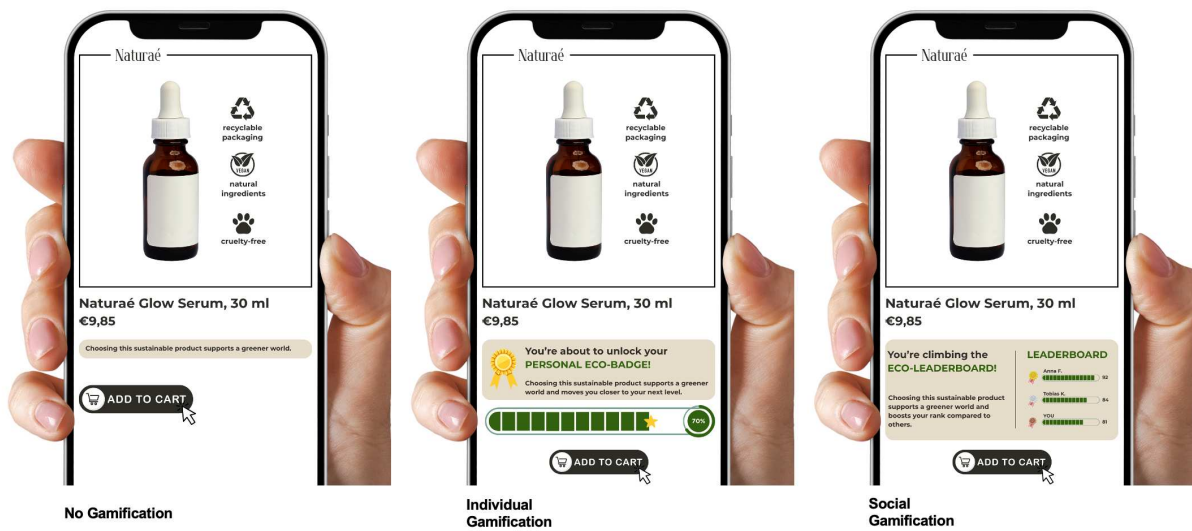 Naturaé
recyclable
packaging
VEGAN
natural
ingredients
cruelty-free
Naturaé Glow Serum, 30 ml
€9,85
Choosing this sustainable product supports a greener world.
ADD TO CART
No Gamification
Naturaé
recyclable
packaging
VEGAN
natural
ingredients
cruelty-free
Naturaé Glow Serum, 30 ml
€9,85
You're about to unlock your
PERSONAL ECO-BADGE!
Choosing this sustainable product supports a greener
world and moves you closer to your next level.
70%
ADD TO CART
Individual
Gamification
Naturaé
recyclable
packaging
VEGAN
natural
ingredients
cruelty-free
Naturaé Glow Serum, 30 ml
€9,85
You're climbing the
ECO-LEADERBOARD!
Choosing this sustainable product
supports a greener world and
boosts your rank compared to
others.
LEADERBOARD
Anna F.
92
Tobias K.
84
YOU
81
ADD TO CART
Social
Gamification